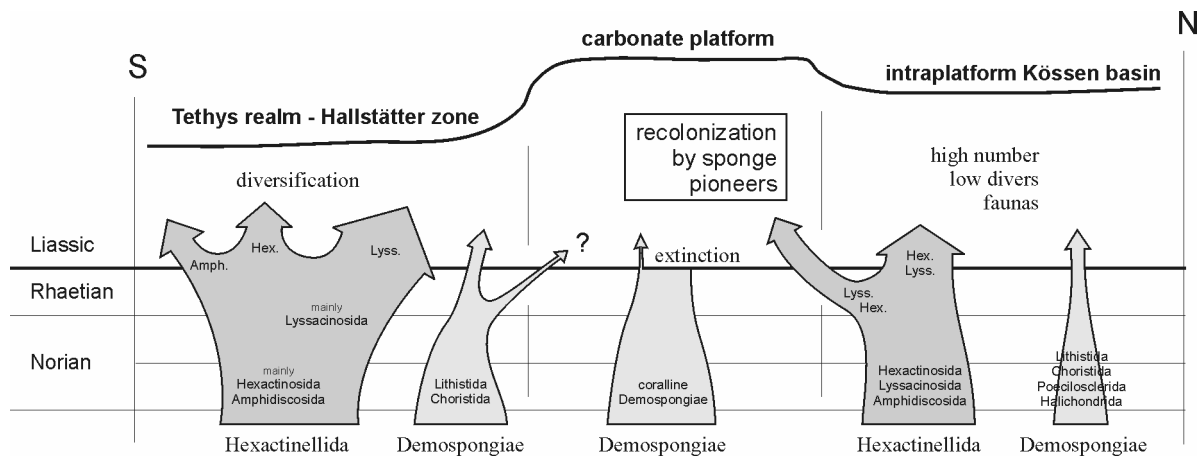 S
N
carbonate platform
intraplatform Kössen basin
Tethys realm - Hallstätter zone
recolonization
by sponge
pioneers
high number
low divers
faunas
diversification
Liassic
Rhaetian
Norian
Amph.
Hex.
Lyss.
?
extinction
Hex.
Lyss.
Lyss.
Hex.
mainly
Lyssacinosida
mainly
Hexactinosida
Amphidiscosida
Lithistida
Choristida
coralline
Demospongiae
Hexactinosida
Lyssacinosida
Amphidiscosida
Lithistida
Choristida
Poecilosclerida
Halichondrida
Hexactinellida
Demospongiae
Demospongiae
Hexactinellida
Demospongiae